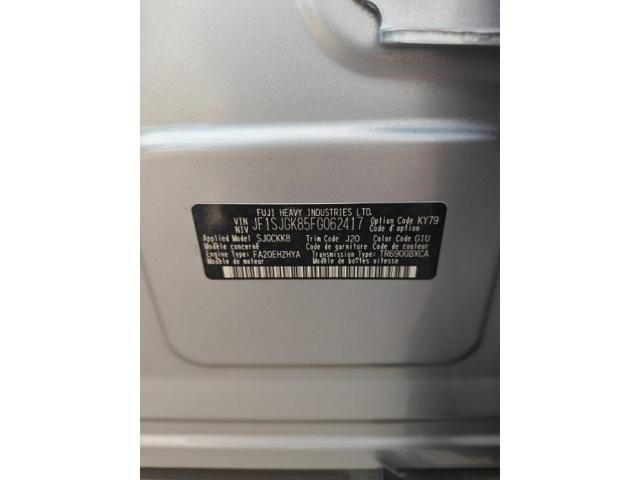 FUJI HEAVY INDUSTRIES LTD.
VIN
NIV
JF1SJGK85FG062417
Option Code KY79
Code d'option
Applied Model SJGCKK8 Trim Code J20 Color Code G1U
Modèle concerné Code de garniture Code de couleur
Engine Type: FA20EHZHYA Transmission Type: TR690GBXCA
Modèle de moteur Modèle de boîtes vitesses